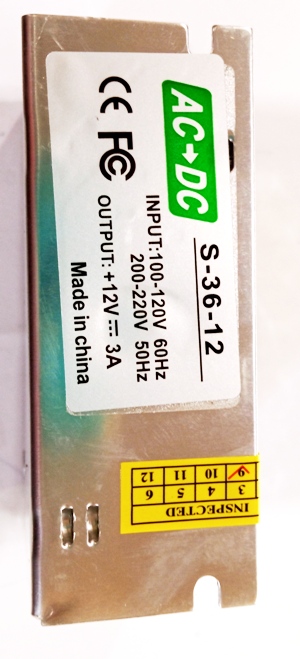 AC→DC
S-36-12
CE FC
INPUT:100-120V 60Hz
200-220V 50Hz
OUTPUT:+12V⎓3A
Made in china
INSPECTED
3 4 5 6
9 10 11 12